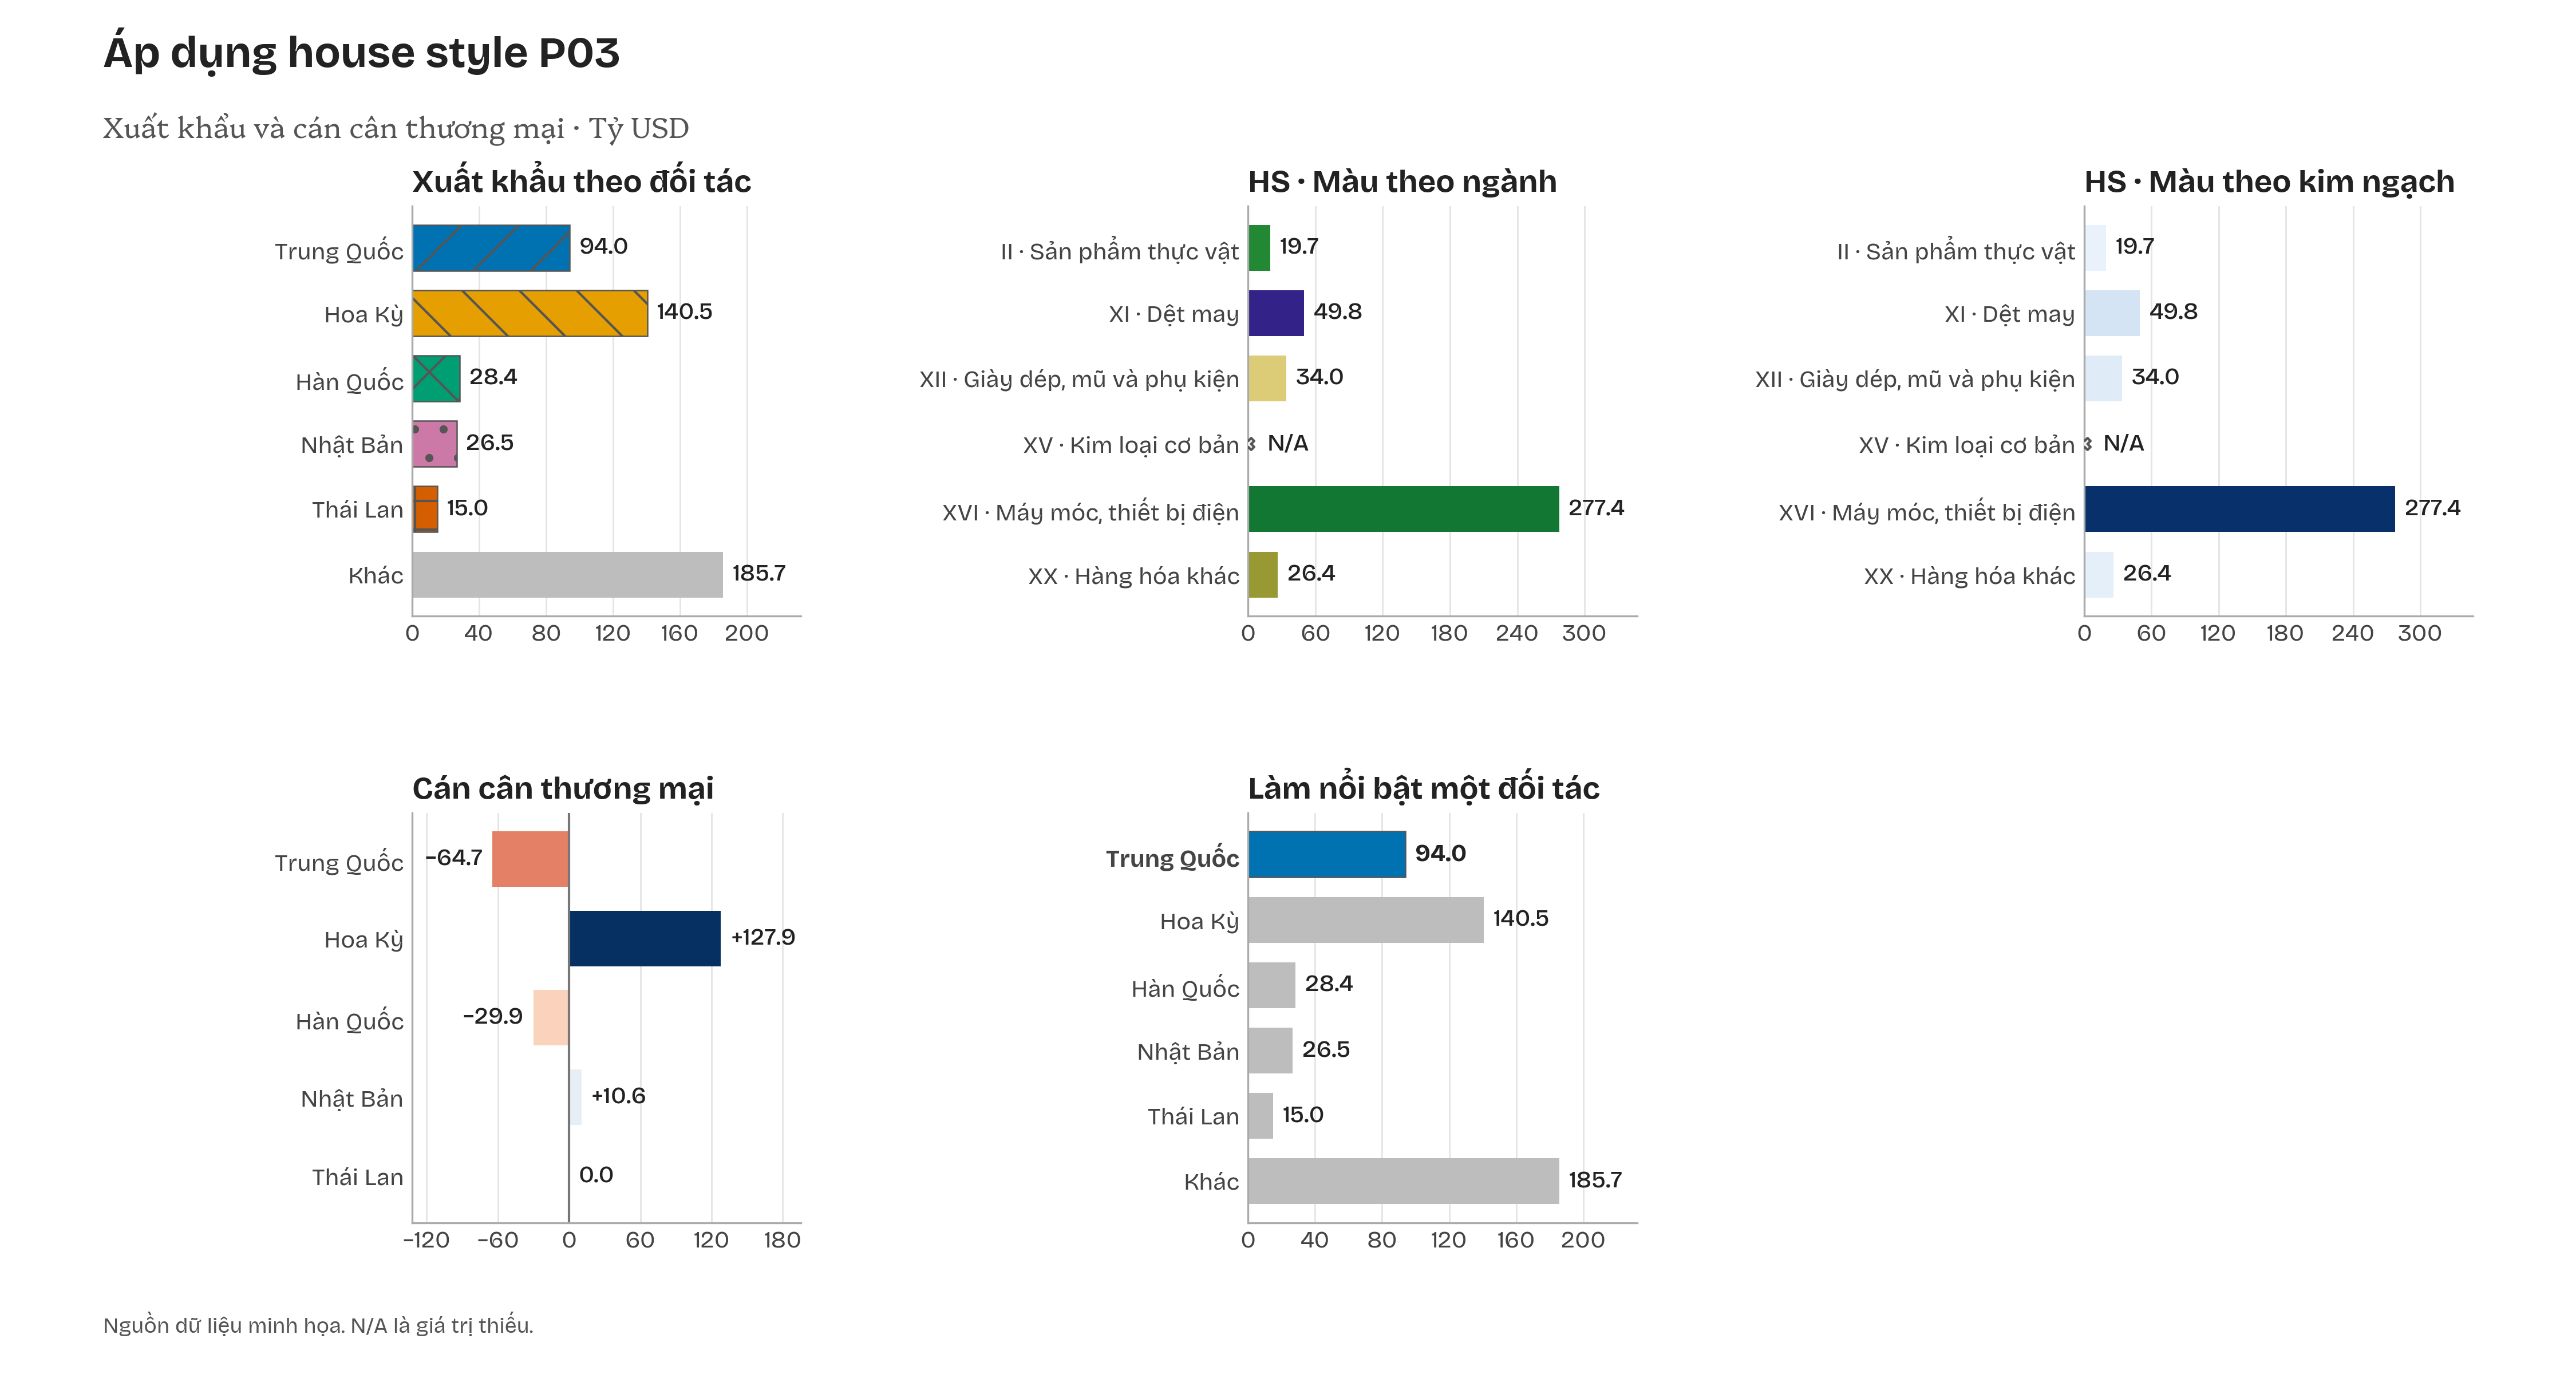 Áp dụng house style P03
Xuất khẩu và cán cân thương mại · Tỷ USD
Xuất khẩu theo đối tác
Trung Quốc 94.0
Hoa Kỳ 140.5
Hàn Quốc 28.4
Nhật Bản 26.5
Thái Lan 15.0
Khác 185.7
0 40 80 120 160 200
HS · Màu theo ngành
II · Sản phẩm thực vật 19.7
XI · Dệt may 49.8
XII · Giày dép, mũ và phụ kiện 34.0
XV · Kim loại cơ bản N/A
XVI · Máy móc, thiết bị điện 277.4
XX · Hàng hóa khác 26.4
0 60 120 180 240 300
HS · Màu theo kim ngạch
II · Sản phẩm thực vật 19.7
XI · Dệt may 49.8
XII · Giày dép, mũ và phụ kiện 34.0
XV · Kim loại cơ bản N/A
XVI · Máy móc, thiết bị điện 277.4
XX · Hàng hóa khác 26.4
0 60 120 180 240 300
Cán cân thương mại
Trung Quốc −64.7
Hoa Kỳ +127.9
Hàn Quốc −29.9
Nhật Bản +10.6
Thái Lan 0.0
−120 −60 0 60 120 180
Làm nổi bật một đối tác
Trung Quốc 94.0
Hoa Kỳ 140.5
Hàn Quốc 28.4
Nhật Bản 26.5
Thái Lan 15.0
Khác 185.7
0 40 80 120 160 200
Nguồn dữ liệu minh họa. N/A là giá trị thiếu.